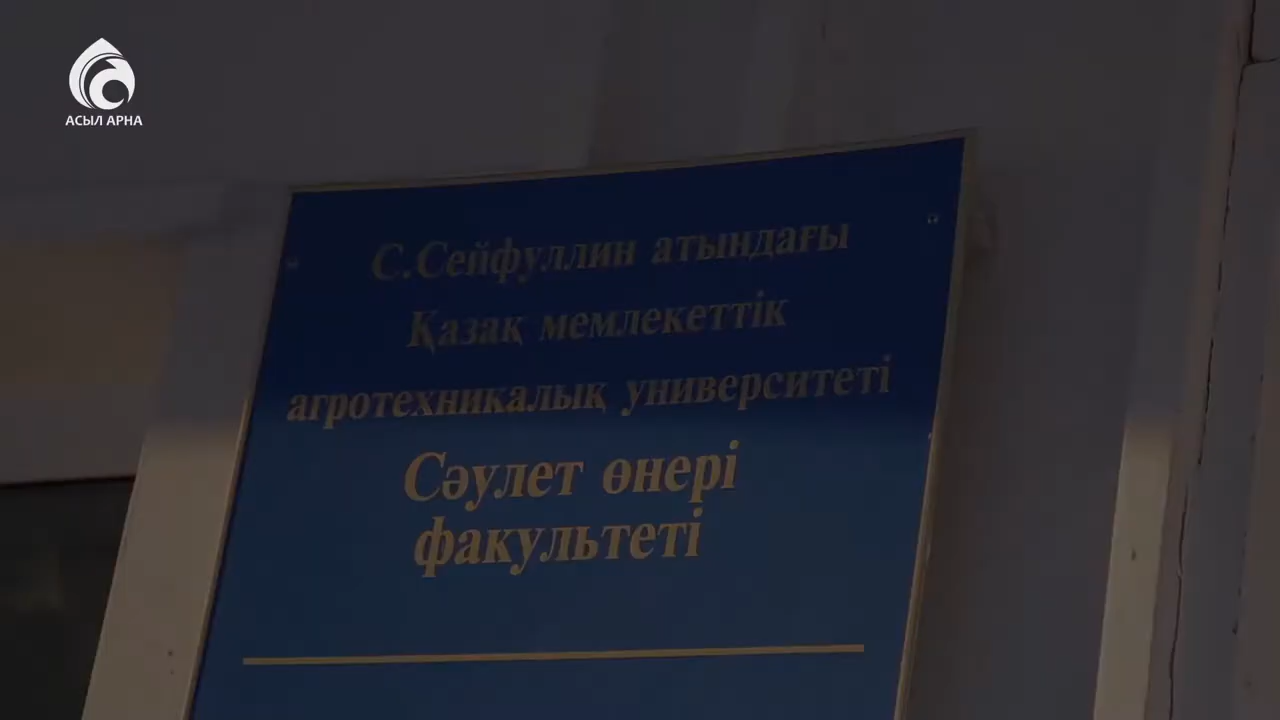 АСЫЛ АРНА
С.Сейфуллин атындағы
Қазақ мемлекеттік
агротехникалық университеті
Сәулет өнері
факультеті